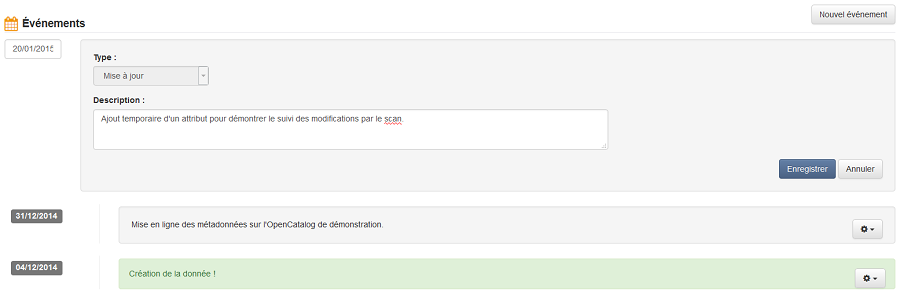 Nouvel événement
Événements
20/01/2015
Type :
Mise à jour
Description :
Ajout temporaire d'un attribut pour démontrer le suivi des modifications par le scan.
Enregistrer Annuler
31/12/2014
Mise en ligne des métadonnées sur l'OpenCatalog de démonstration.
04/12/2014
Création de la donnée !